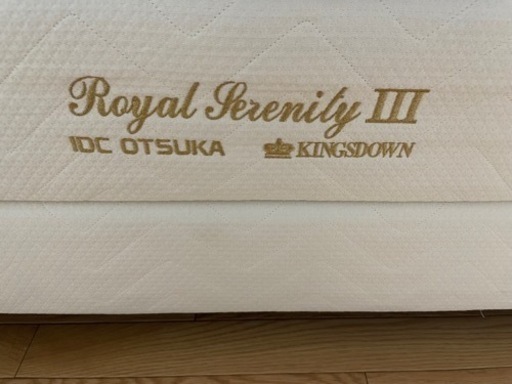 Royal Serenity III
IDC OTSUKA KINGSDOWN